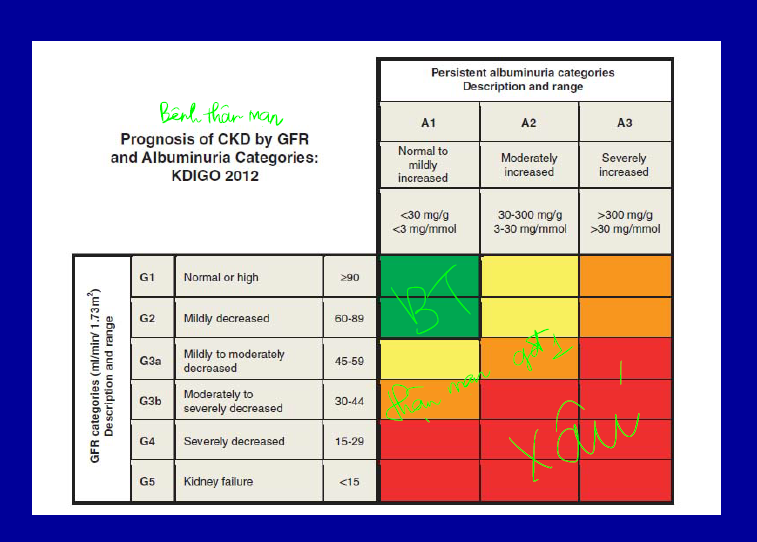 Persistent albuminuria categories
Description and range
Bệnh thận mạn
Prognosis of CKD by GFR
and Albuminuria Categories:
KDIGO 2012
A1 A2 A3
Normal to
mildly
increased
Moderately
increased
Severely
increased
<30 mg/g
<3 mg/mmol
30-300 mg/g
3-30 mg/mmol
>300 mg/g
>30 mg/mmol
GFR categories (ml/min/ 1.73m²)
Description and range
G1 Normal or high ≥90
G2 Mildly decreased 60-89
G3a Mildly to moderately
decreased
45-59
G3b Moderately to
severely decreased
30-44
G4 Severely decreased 15-29
G5 Kidney failure <15
BT